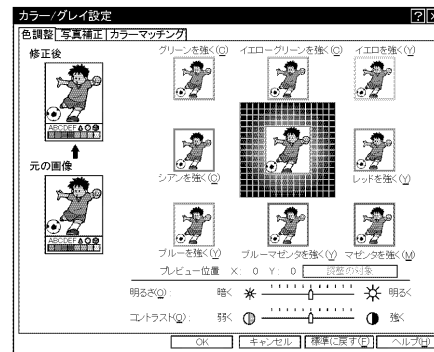 カラー/グレイ設定
色調整 写真補正 カラーマッチング
修正後
グリーンを強く(C) イエローグリーンを強く(C) イエロを強く(Y)
ABCDEF
元の画像
シアンを強く(C) レッドを強く(Y)
ABCDEF
ブルーを強く(Y) ブルーマゼンタを強く(Y) マゼンタを強く(M)
プレビュー位置 X: 0 Y: 0 調整の対象
明るさ(O): 暗く 明るく
コントラスト(Q): 弱く 強く
OK キャンセル 標準に戻す(F) ヘルプ(H)